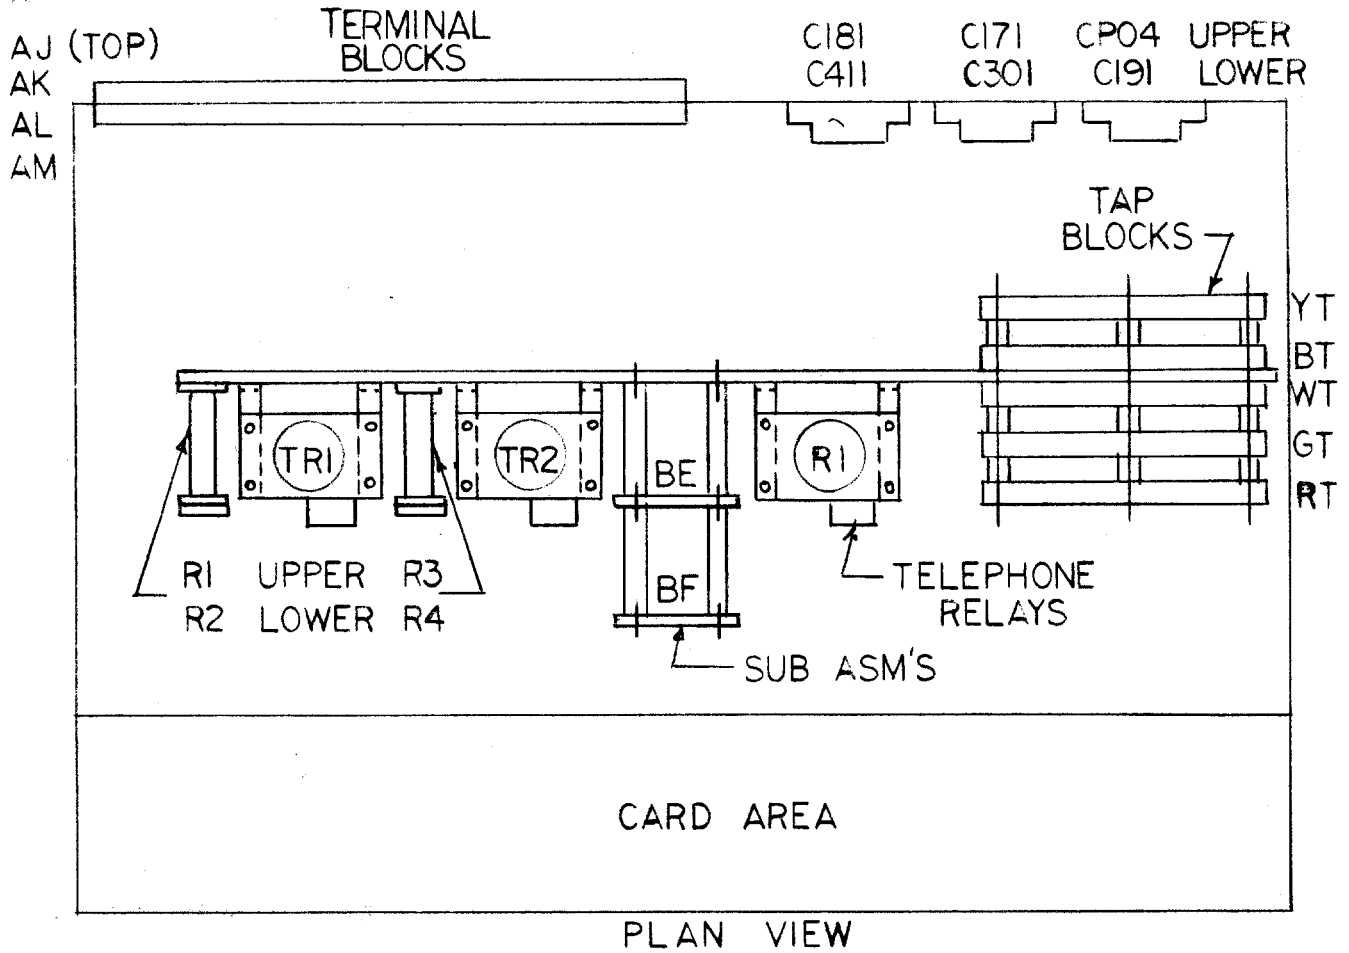 AJ (TOP)
AK
AL
AM
TERMINAL
BLOCKS
C181 C171 CP04 UPPER
C411 C301 C191 LOWER
TAP
BLOCKS
YT
BT
WT
GT
RT
TR1
TR2
BE
R1
BF
R1 UPPER R3
R2 LOWER R4
TELEPHONE
RELAYS
SUB ASM'S
CARD AREA
PLAN VIEW